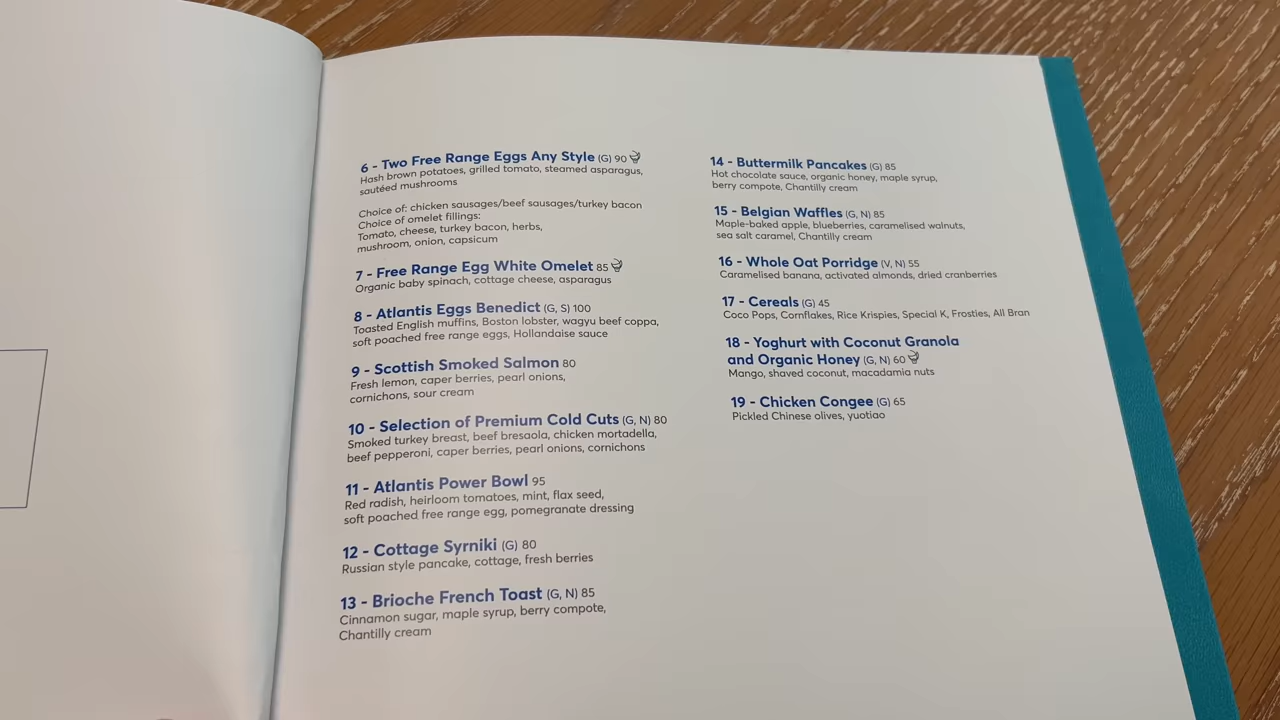 6 - Two Free Range Eggs Any Style (G) 90
Hash brown potatoes, grilled tomato, steamed asparagus,
sautéed mushrooms
Choice of: chicken sausages/beef sausages/turkey bacon
Choice of omelet fillings:
Tomato, cheese, turkey bacon, herbs,
mushroom, onion, capsicum
7 - Free Range Egg White Omelet 85
Organic baby spinach, cottage cheese, asparagus
8 - Atlantis Eggs Benedict (G, S) 100
Toasted English muffins, Boston lobster, wagyu beef coppa,
soft poached free range eggs, Hollandaise sauce
9 - Scottish Smoked Salmon 80
Fresh lemon, caper berries, pearl onions,
cornichons, sour cream
10 - Selection of Premium Cold Cuts (G, N) 80
Smoked turkey breast, beef bresaola, chicken mortadella,
beef pepperoni, caper berries, pearl onions, cornichons
11 - Atlantis Power Bowl 95
Red radish, heirloom tomatoes, mint, flax seed,
soft poached free range egg, pomegranate dressing
12 - Cottage Syrniki (G) 80
Russian style pancake, cottage, fresh berries
13 - Brioche French Toast (G, N) 85
Cinnamon sugar, maple syrup, berry compote,
Chantilly cream
14 - Buttermilk Pancakes (G) 85
Hot chocolate sauce, organic honey, maple syrup,
berry compote, Chantilly cream
15 - Belgian Waffles (G, N) 85
Maple-baked apple, blueberries, caramelised walnuts,
sea salt caramel, Chantilly cream
16 - Whole Oat Porridge (V, N) 55
Caramelised banana, activated almonds, dried cranberries
17 - Cereals (G) 45
Coco Pops, Cornflakes, Rice Krispies, Special K, Frosties, All Bran
18 - Yoghurt with Coconut Granola
and Organic Honey (G, N) 60
Mango, shaved coconut, macadamia nuts
19 - Chicken Congee (G) 65
Pickled Chinese olives, yuotiao